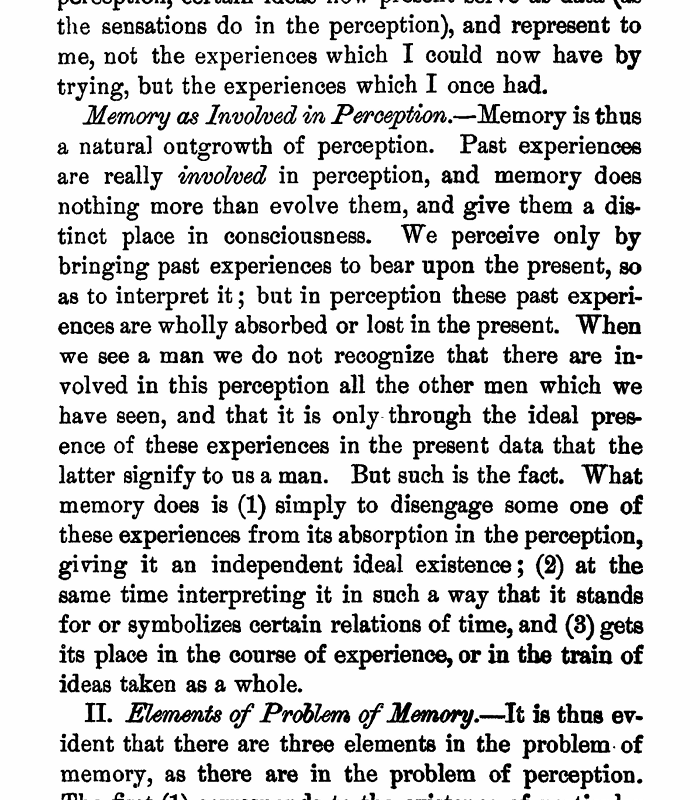 the sensations do in the perception), and represent to
me, not the experiences which I could now have by
trying, but the experiences which I once had.
Memory as Involved in Perception.—Memory is thus
a natural outgrowth of perception. Past experiences
are really involved in perception, and memory does
nothing more than evolve them, and give them a dis-
tinct place in consciousness. We perceive only by
bringing past experiences to bear upon the present, so
as to interpret it; but in perception these past experi-
ences are wholly absorbed or lost in the present. When
we see a man we do not recognize that there are in-
volved in this perception all the other men which we
have seen, and that it is only through the ideal pres-
ence of these experiences in the present data that the
latter signify to us a man. But such is the fact. What
memory does is (1) simply to disengage some one of
these experiences from its absorption in the perception,
giving it an independent ideal existence; (2) at the
same time interpreting it in such a way that it stands
for or symbolizes certain relations of time, and (3) gets
its place in the course of experience, or in the train of
ideas taken as a whole.
II. Elements of Problem of Memory.—It is thus ev-
ident that there are three elements in the problem of
memory, as there are in the problem of perception.